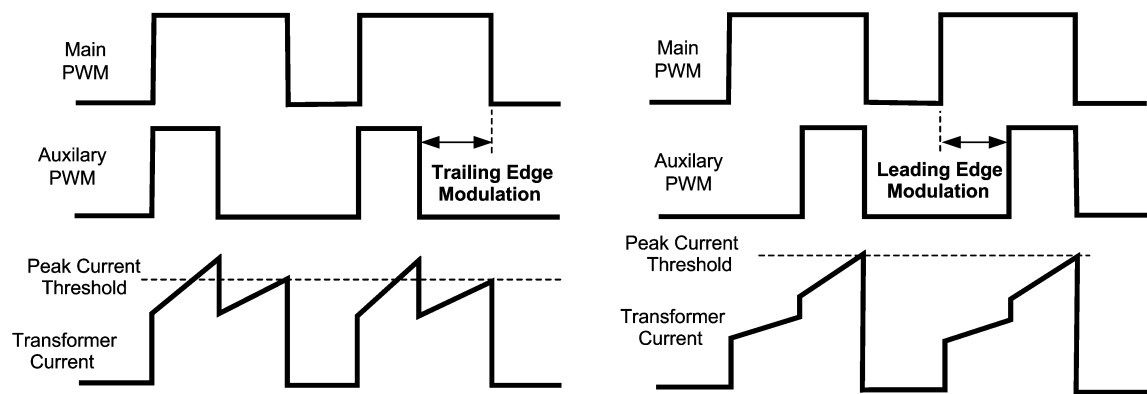 Main
PWM
Auxilary
PWM
Trailing Edge
Modulation
Peak Current
Threshold
Transformer
Current
Main
PWM
Auxilary
PWM
Leading Edge
Modulation
Peak Current
Threshold
Transformer
Current